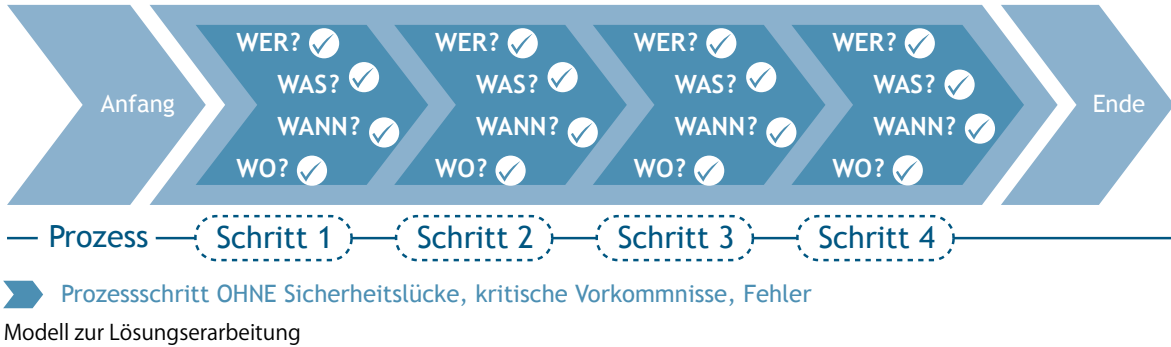 WER? WER? WER? WER?
WAS? WAS? WAS? WAS?
Anfang Ende
WANN? WANN? WANN? WANN?
WO? WO? WO? WO?
Prozess Schritt 1 Schritt 2 Schritt 3 Schritt 4
Prozessschritt OHNE Sicherheitslücke, kritische Vorkommnisse, Fehler
Modell zur Lösungserarbeitung